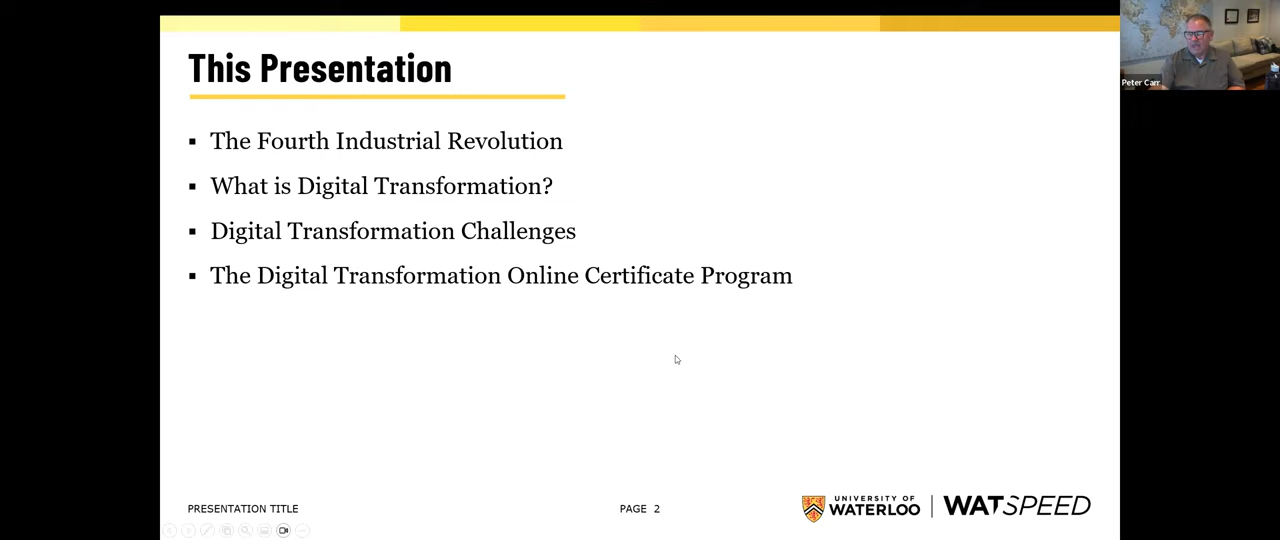 This Presentation
▪ The Fourth Industrial Revolution
▪ What is Digital Transformation?
▪ Digital Transformation Challenges
▪ The Digital Transformation Online Certificate Program
PRESENTATION TITLE
PAGE 2
UNIVERSITY OF
WATERLOO
WATSPEED
Peter Carr